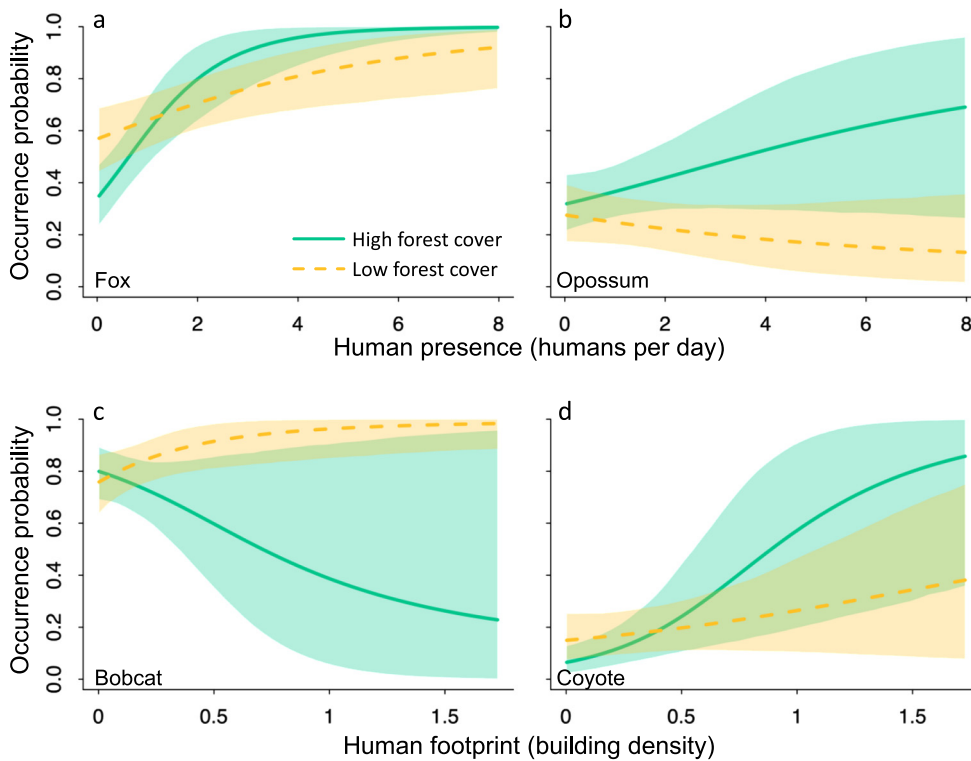 a
b
Occurrence probability
1.0
0.8
0.6
0.4
0.2
0.0
High forest cover
Low forest cover
Fox
Opossum
0 2 4 6 8
0 2 4 6 8
Human presence (humans per day)
c
d
Occurrence probability
1.0
0.8
0.6
0.4
0.2
0.0
Bobcat
Coyote
0 0.5 1 1.5
0 0.5 1 1.5
Human footprint (building density)